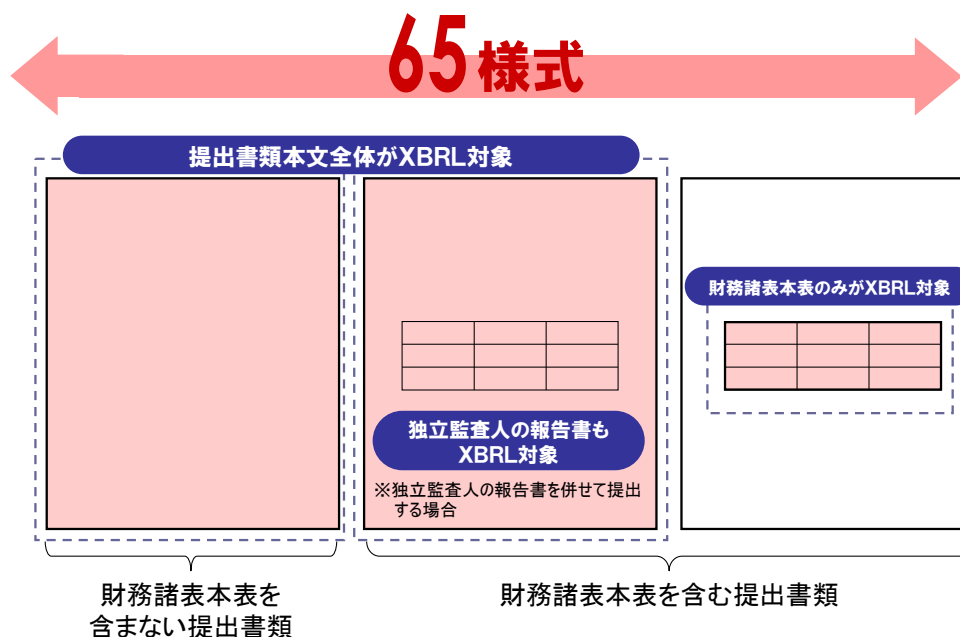 65様式
提出書類本文全体がXBRL対象
財務諸表本表のみがXBRL対象
独立監査人の報告書も
XBRL対象
※独立監査人の報告書を併せて提出
する場合
財務諸表本表を
含まない提出書類
財務諸表本表を含む提出書類